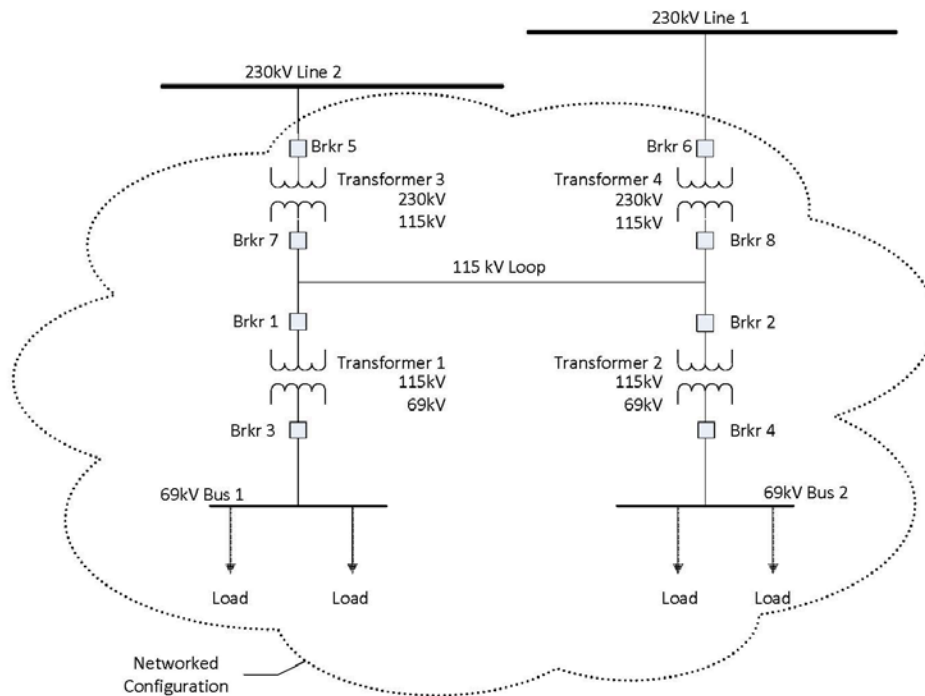 230kV Line 1
230kV Line 2
Brkr 5
Brkr 6
Transformer 3
230kV
115kV
Transformer 4
230kV
115kV
Brkr 7
Brkr 8
115 kV Loop
Brkr 1
Brkr 2
Transformer 1
115kV
69kV
Transformer 2
115kV
69kV
Brkr 3
Brkr 4
69kV Bus 1
69kV Bus 2
Load
Load
Load
Load
Networked
Configuration